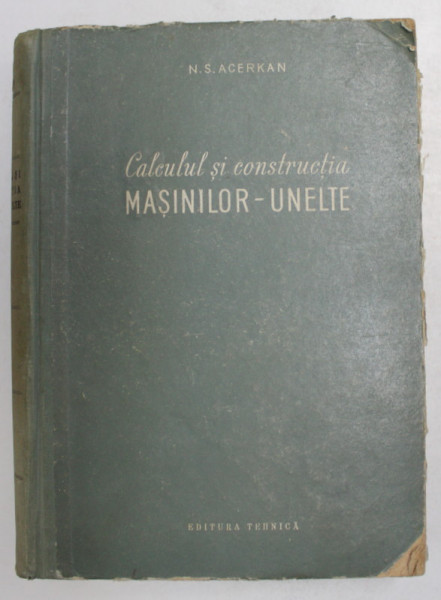 N.S. ACERKAN
Calculul și construcția
MAȘINILOR - UNELTE
EDITURA TEHNICĂ